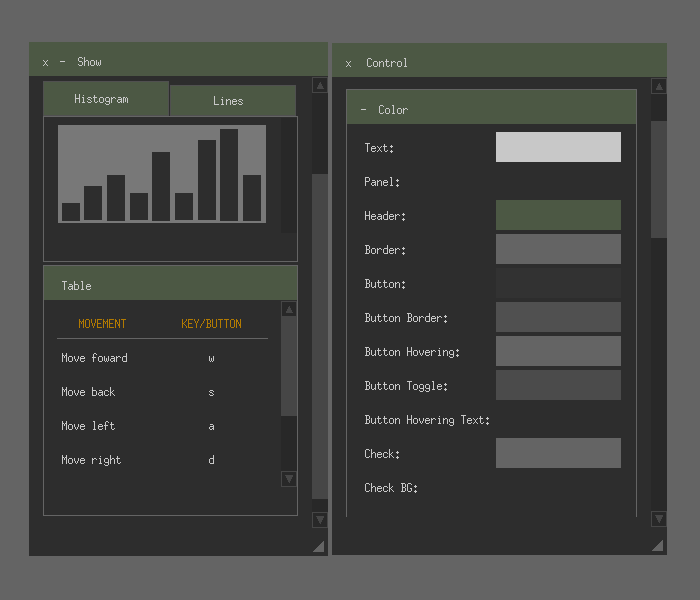 x - Show
Histogram Lines
Table
MOVEMENT KEY/BUTTON
Move foward w
Move back s
Move left a
Move right d
x Control
- Color
Text:
Panel:
Header:
Border:
Button:
Button Border:
Button Hovering:
Button Toggle:
Button Hovering Text:
Check:
Check BG: